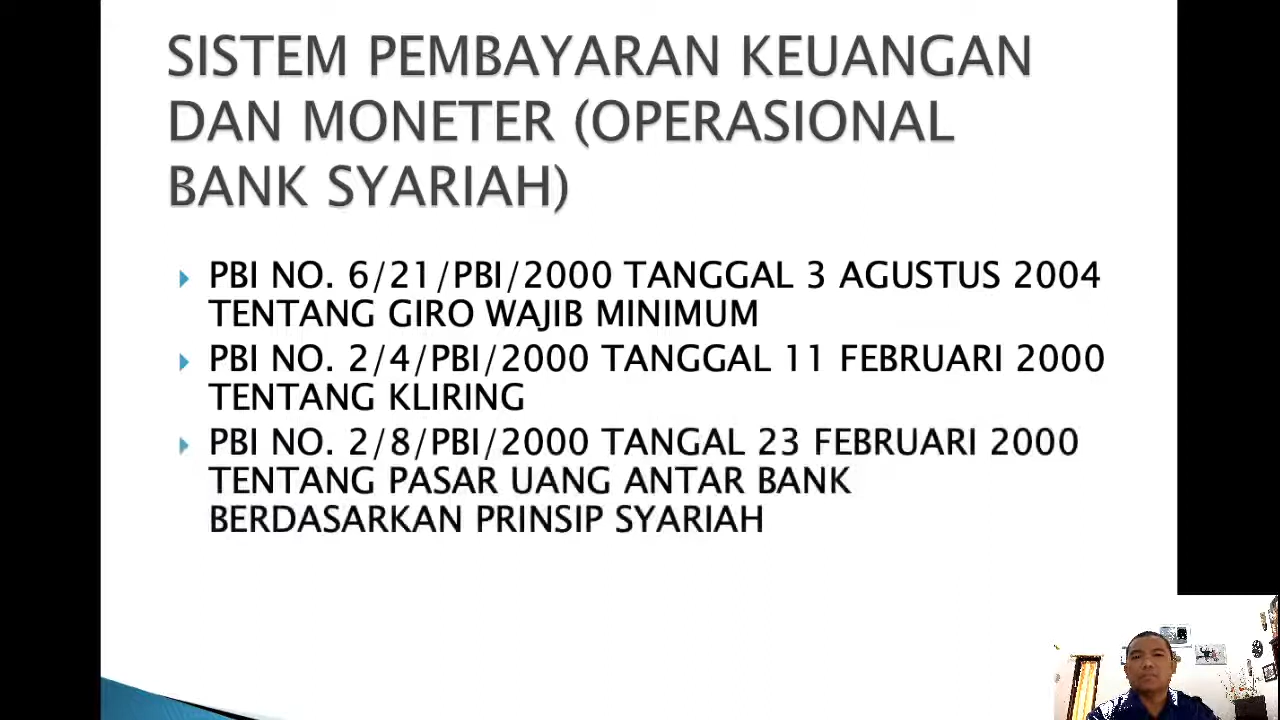 SISTEM PEMBAYARAN KEUANGAN
DAN MONETER (OPERASIONAL
BANK SYARIAH)
PBI NO. 6/21/PBI/2000 TANGGAL 3 AGUSTUS 2004
TENTANG GIRO WAJIB MINIMUM
PBI NO. 2/4/PBI/2000 TANGGAL 11 FEBRUARI 2000
TENTANG KLIRING
PBI NO. 2/8/PBI/2000 TANGAL 23 FEBRUARI 2000
TENTANG PASAR UANG ANTAR BANK
BERDASARKAN PRINSIP SYARIAH